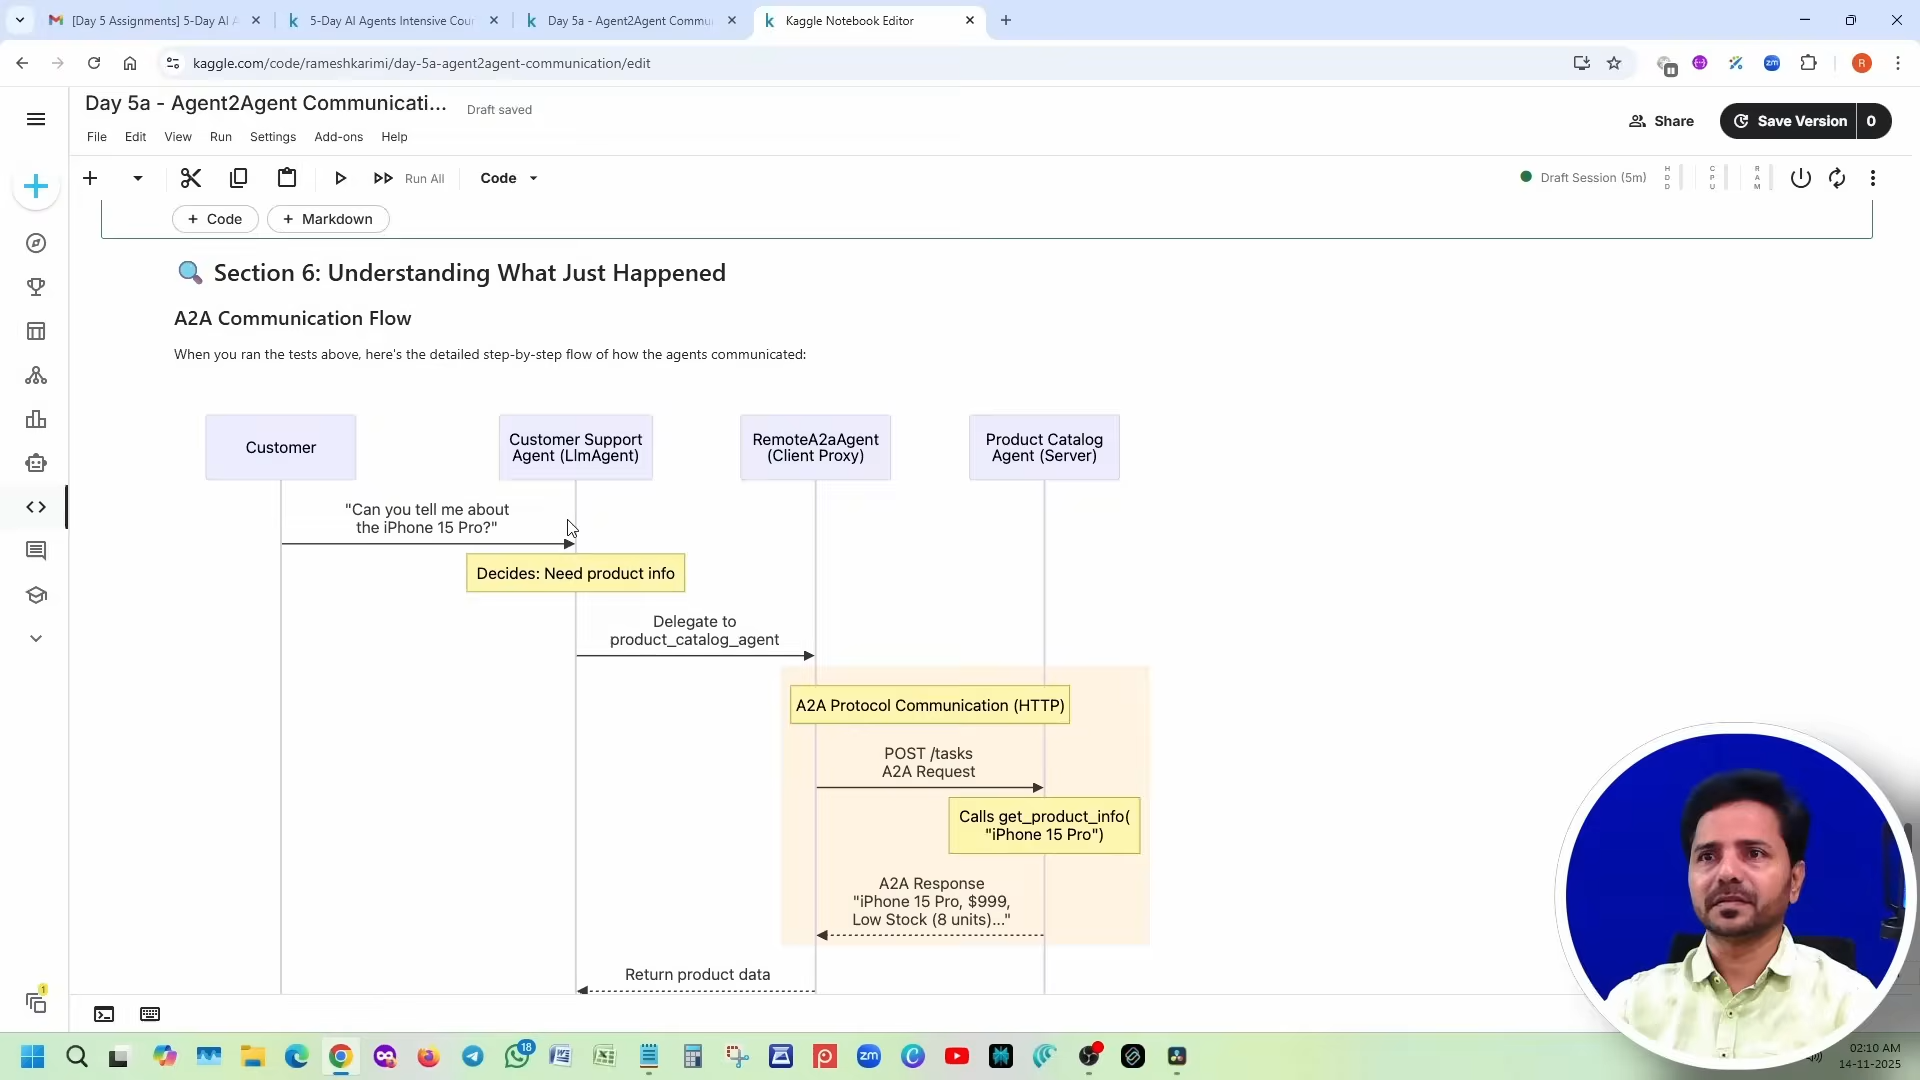 [Day 5 Assignments] 5-Day AI A
5-Day AI Agents Intensive Cour
Day 5a - Agent2Agent Commu
Kaggle Notebook Editor
kaggle.com/code/rameshkarimi/day-5a-agent2agent-communication/edit
R
Day 5a - Agent2Agent Communicati...
Draft saved
File Edit View Run Settings Add-ons Help
Share
Save Version 0
Run All
Code
Draft Session (5m)
HDD
CPU
RAM
+ Code
+ Markdown
Section 6: Understanding What Just Happened
A2A Communication Flow
When you ran the tests above, here's the detailed step-by-step flow of how the agents communicated:
Customer
Customer Support
Agent (LlmAgent)
RemoteA2aAgent
(Client Proxy)
Product Catalog
Agent (Server)
"Can you tell me about
the iPhone 15 Pro?"
Decides: Need product info
Delegate to
product_catalog_agent
A2A Protocol Communication (HTTP)
POST /tasks
A2A Request
Calls get_product_info(
"iPhone 15 Pro")
A2A Response
"iPhone 15 Pro, $999,
Low Stock (8 units)..."
Return product data
1
18
zm
02:10 AM
14-11-2025